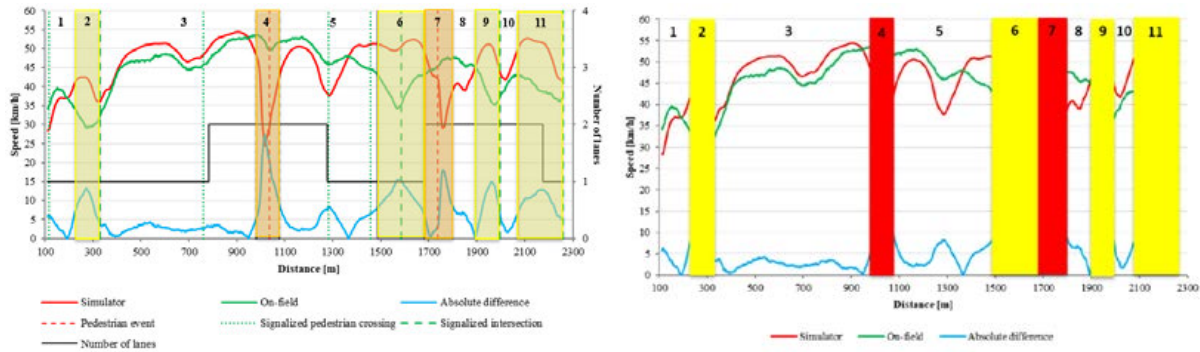 1 2 3 4 5 6 7 8 9 10 11
60
55
50
45
40
35
30
25
20
15
10
5
0
Speed [km/h]
4
3
2
1
0
Number of lanes
100 300 500 700 900 1100 1300 1500 1700 1900 2100 2300
Distance [m]
Simulator On-field Absolute difference
Pedestrian event Signalized pedestrian crossing Signalized intersection
Number of lanes
1 2 3 4 5 6 7 8 9 10 11
60
55
50
45
40
35
30
25
20
15
10
5
0
Speed [km/h]
100 300 500 700 900 1100 1300 1500 1700 1900 2100 2300
Distance [m]
Simulator On-field Absolute difference